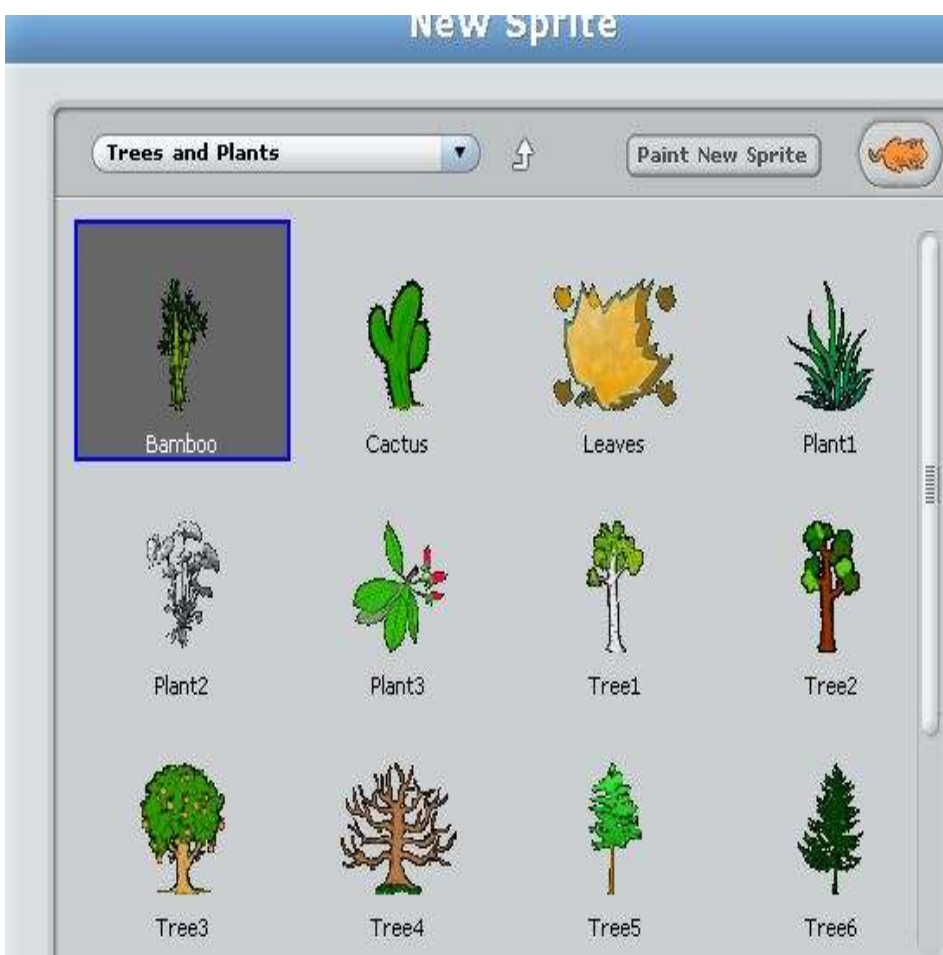 New Sprite
Trees and Plants
Paint New Sprite
Bamboo
Cactus
Leaves
Plant1
Plant2
Plant3
Tree1
Tree2
Tree3
Tree4
Tree5
Tree6